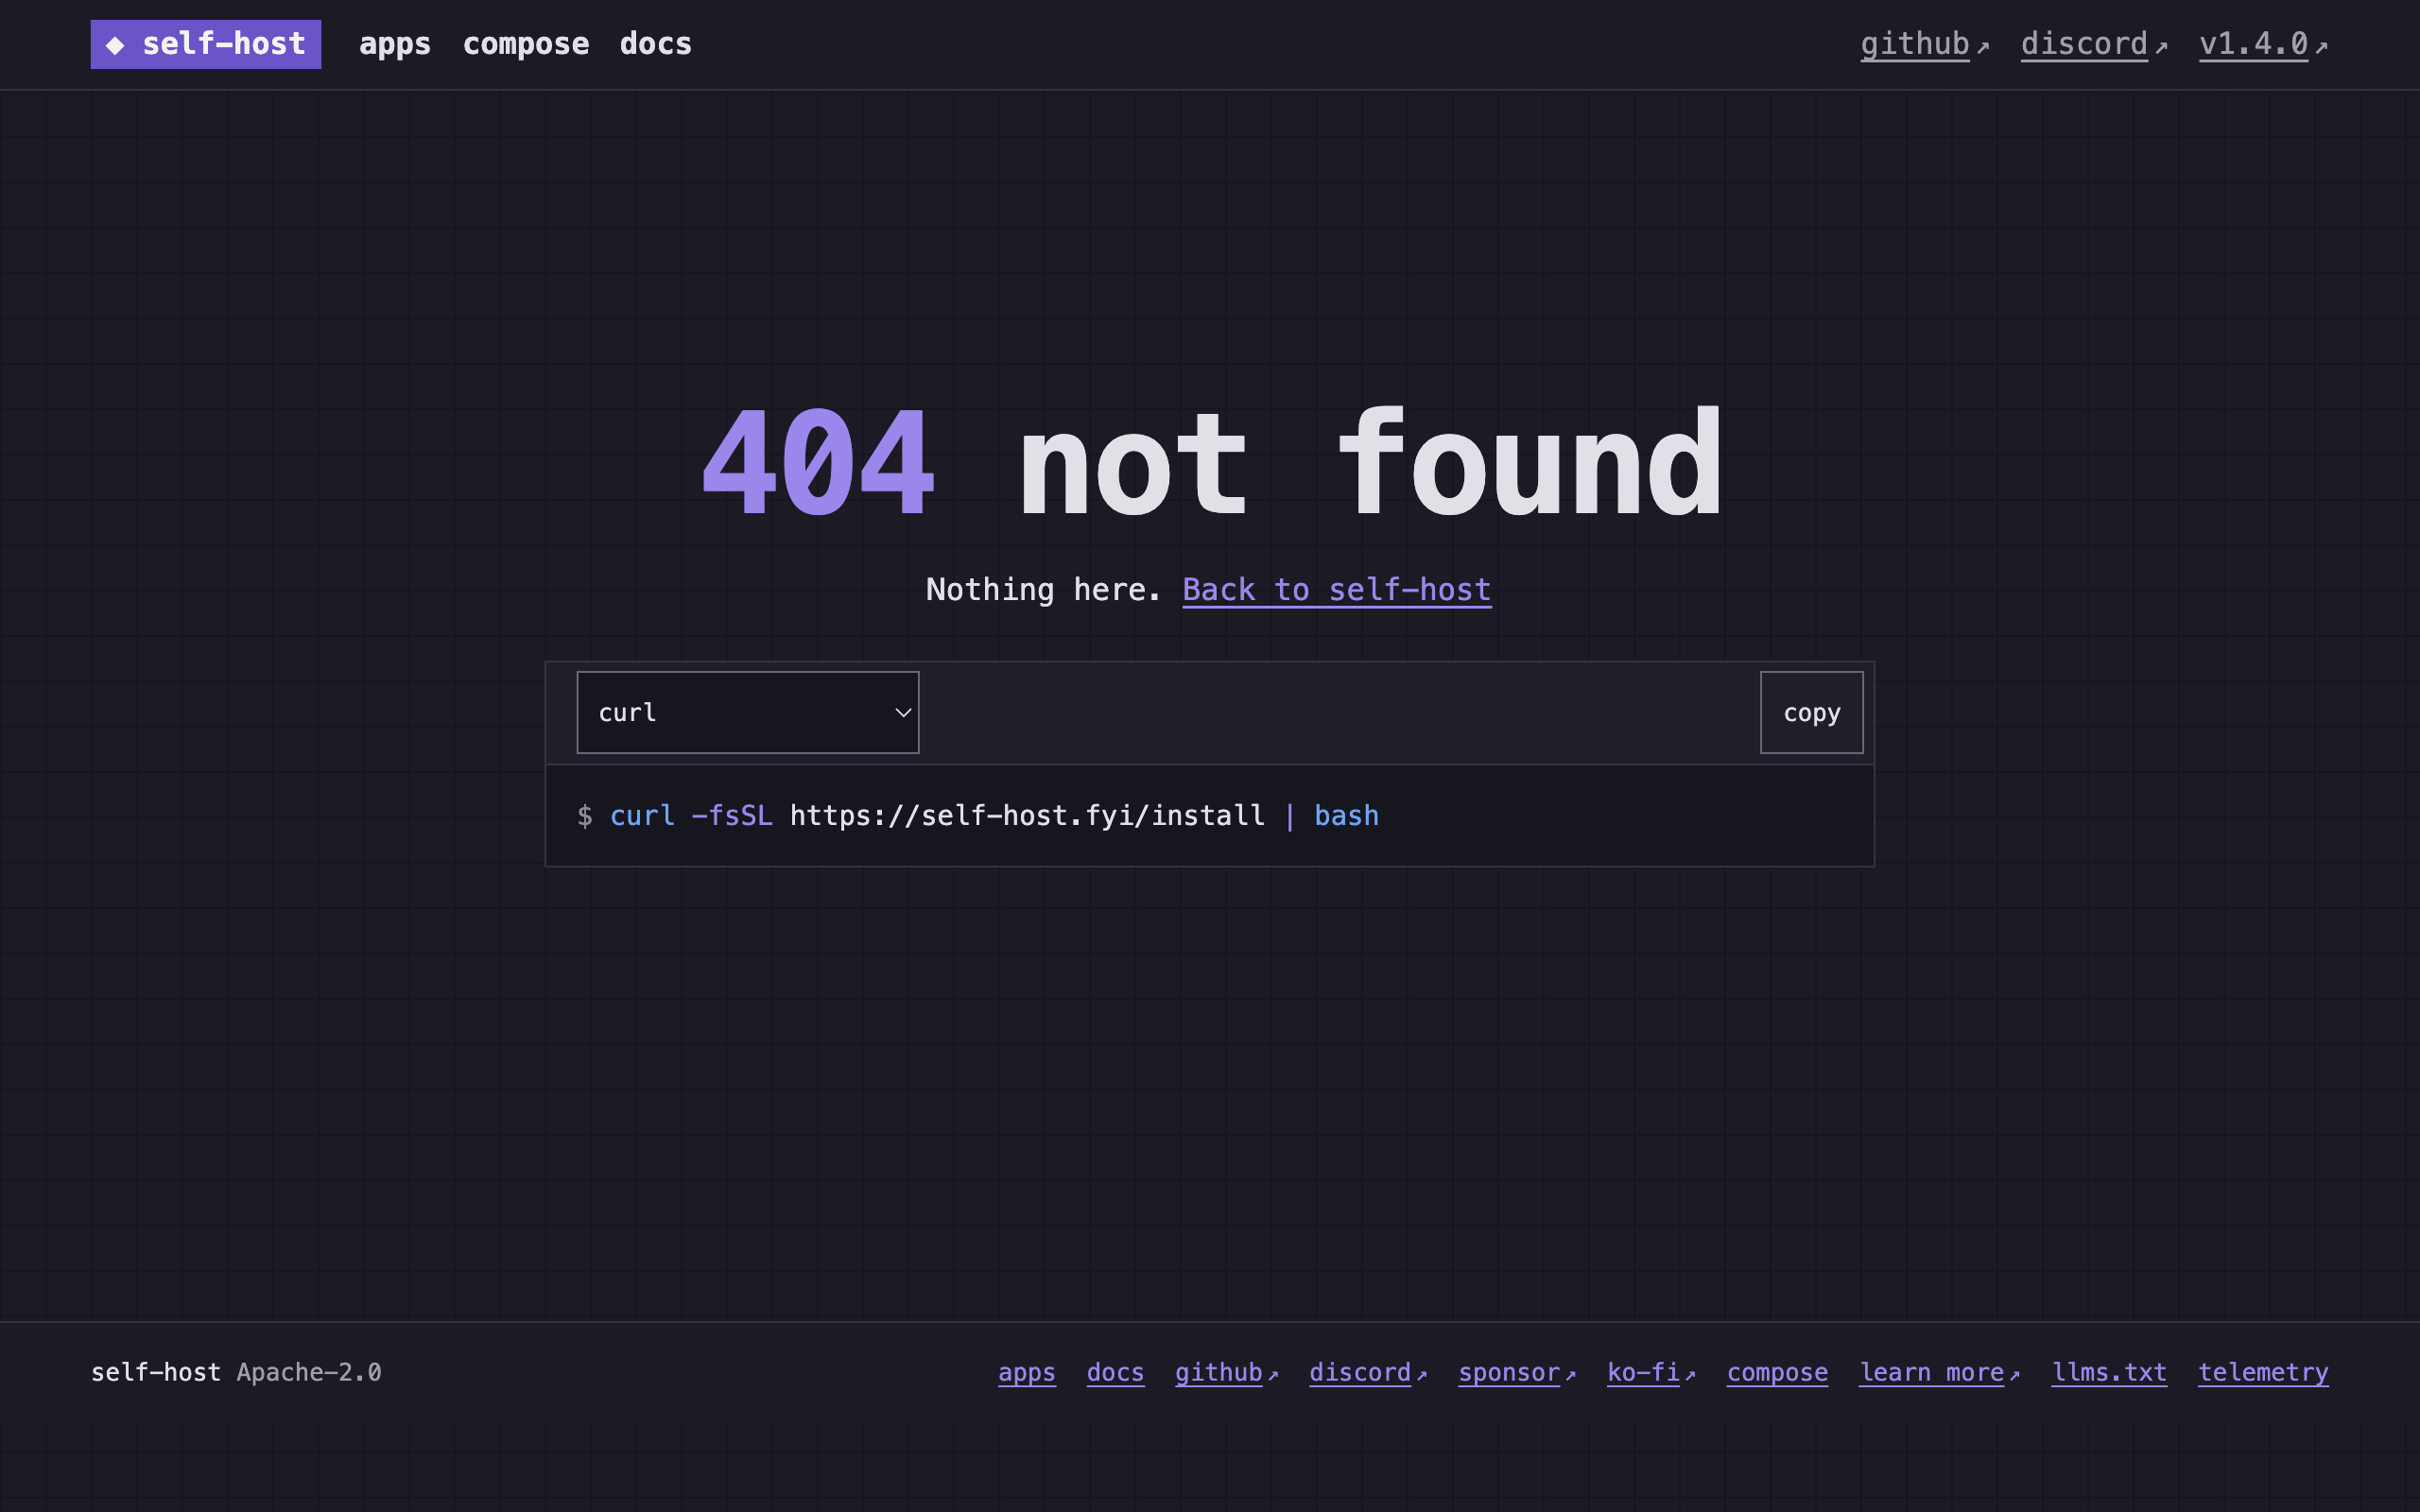 ◆ self-host apps compose docs github↗ discord↗ v1.4.0↗
404 not found
Nothing here. Back to self-host
curl copy
$ curl -fsSL https://self-host.fyi/install | bash
self-host Apache-2.0 apps docs github↗ discord↗ sponsor↗ ko-fi↗ compose learn more↗ llms.txt telemetry